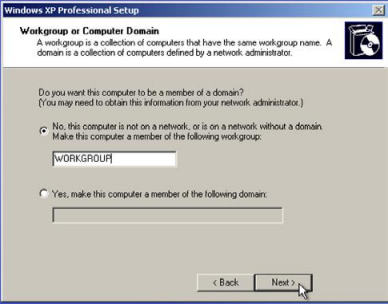 Windows XP Professional Setup
Workgroup or Computer Domain
A workgroup is a collection of computers that have the same workgroup name. A
domain is a collection of computers defined by a network administrator.
Do you want this computer to be a member of a domain?
(You may need to obtain this information from your network administrator.)
No, this computer is not on a network, or is on a network without a domain.
Make this computer a member of the following workgroup:
WORKGROUP
Yes, make this computer a member of the following domain:
< Back Next >